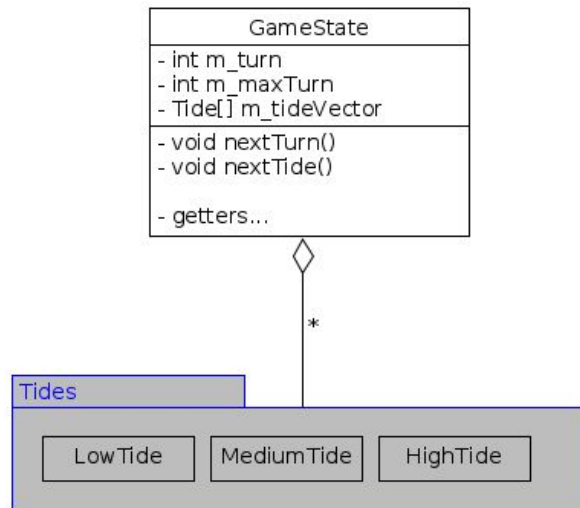 GameState
- int m_turn
- int m_maxTurn
- Tide[] m_tideVector
- void nextTurn()
- void nextTide()
- getters...
*
Tides
LowTide
MediumTide
HighTide